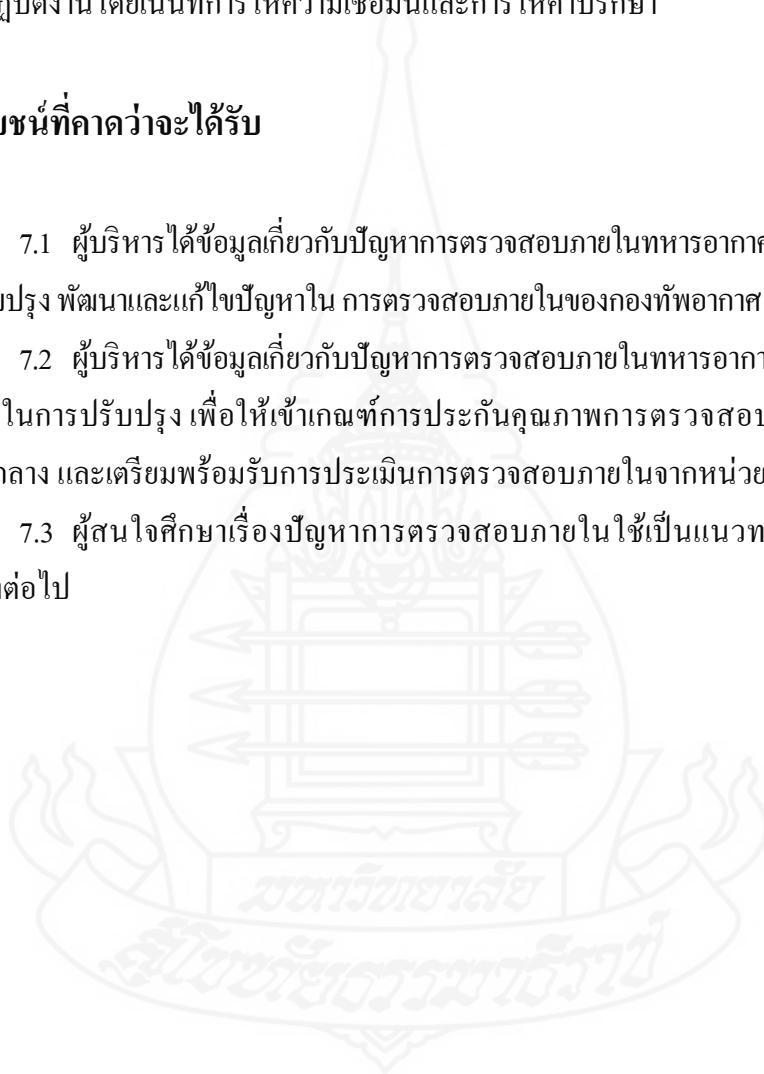 ฏิบัติงาน โดยเน้นที่การให้ความเชื่อมั่นและการให้คำปรึกษา
ยชน์ที่คาดว่าจะได้รับ
7.1 ผู้บริหารได้ข้อมูลเกี่ยวกับปัญหาการตรวจสอบภายในทหารอากาศ
บปรุง พัฒนาและแก้ไขปัญหาใน การตรวจสอบภายในของกองทัพอากาศ
7.2 ผู้บริหารได้ข้อมูลเกี่ยวกับปัญหาการตรวจสอบภายในทหารอากา
ในการปรับปรุง เพื่อให้เข้าเกณฑ์การประกันคุณภาพการตรวจสอบ
กลาง และเตรียมพร้อมรับการประเมินการตรวจสอบภายในจากหน่วย
7.3 ผู้สนใจศึกษาเรื่องปัญหาการตรวจสอบภายในใช้เป็นแนวท
ต่อไป
มหาวิทยาลัย
สุโขทัยธรรมาธิราช